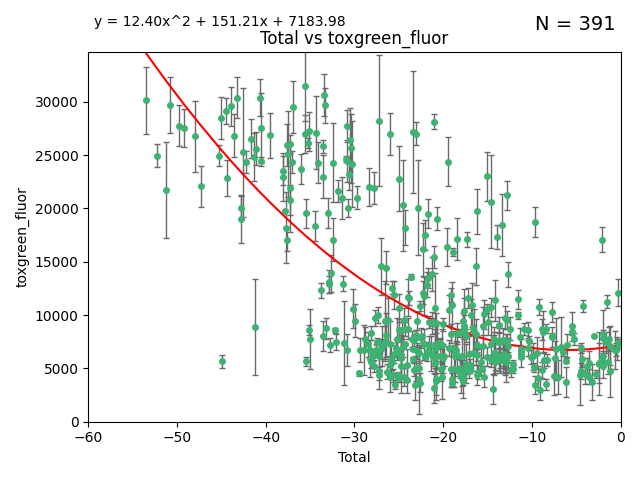 y = 12.40x^2 + 151.21x + 7183.98
N = 391
Total vs toxgreen_fluor
toxgreen_fluor
30000
25000
20000
15000
10000
5000
0
−60
−50
−40
−30
−20
−10
0
Total